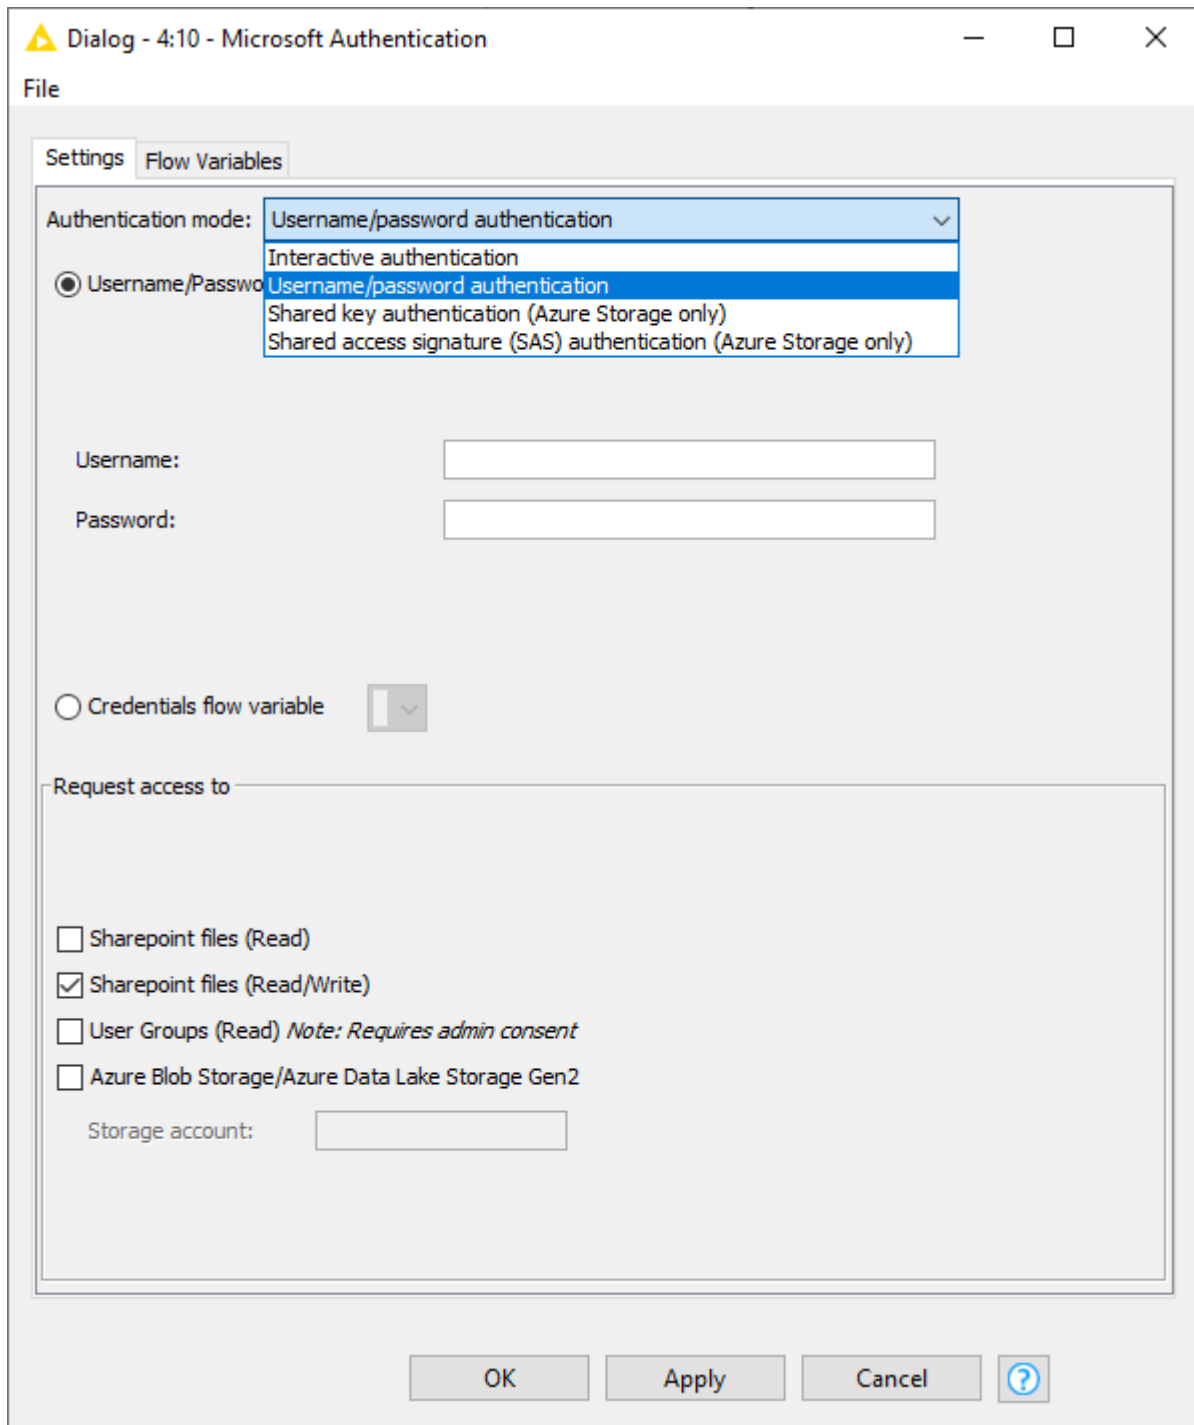 Dialog - 4:10 - Microsoft Authentication
File
Settings Flow Variables
Authentication mode: Username/password authentication
Interactive authentication
Username/Passwo Username/password authentication
Shared key authentication (Azure Storage only)
Shared access signature (SAS) authentication (Azure Storage only)
Username:
Password:
Credentials flow variable
Request access to
Sharepoint files (Read)
Sharepoint files (Read/Write)
User Groups (Read) Note: Requires admin consent
Azure Blob Storage/Azure Data Lake Storage Gen2
Storage account:
OK Apply Cancel ?